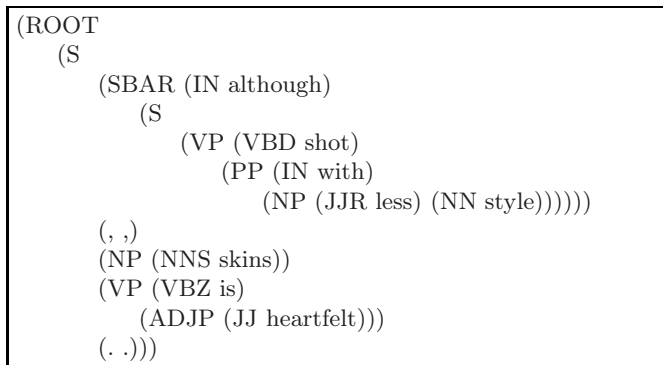 (ROOT
(S
(SBAR (IN although)
(S
(VP (VBD shot)
(PP (IN with)
(NP (JJR less) (NN style))))))
(, ,)
(NP (NNS skins))
(VP (VBZ is)
(ADJP (JJ heartfelt)))
(. .)))